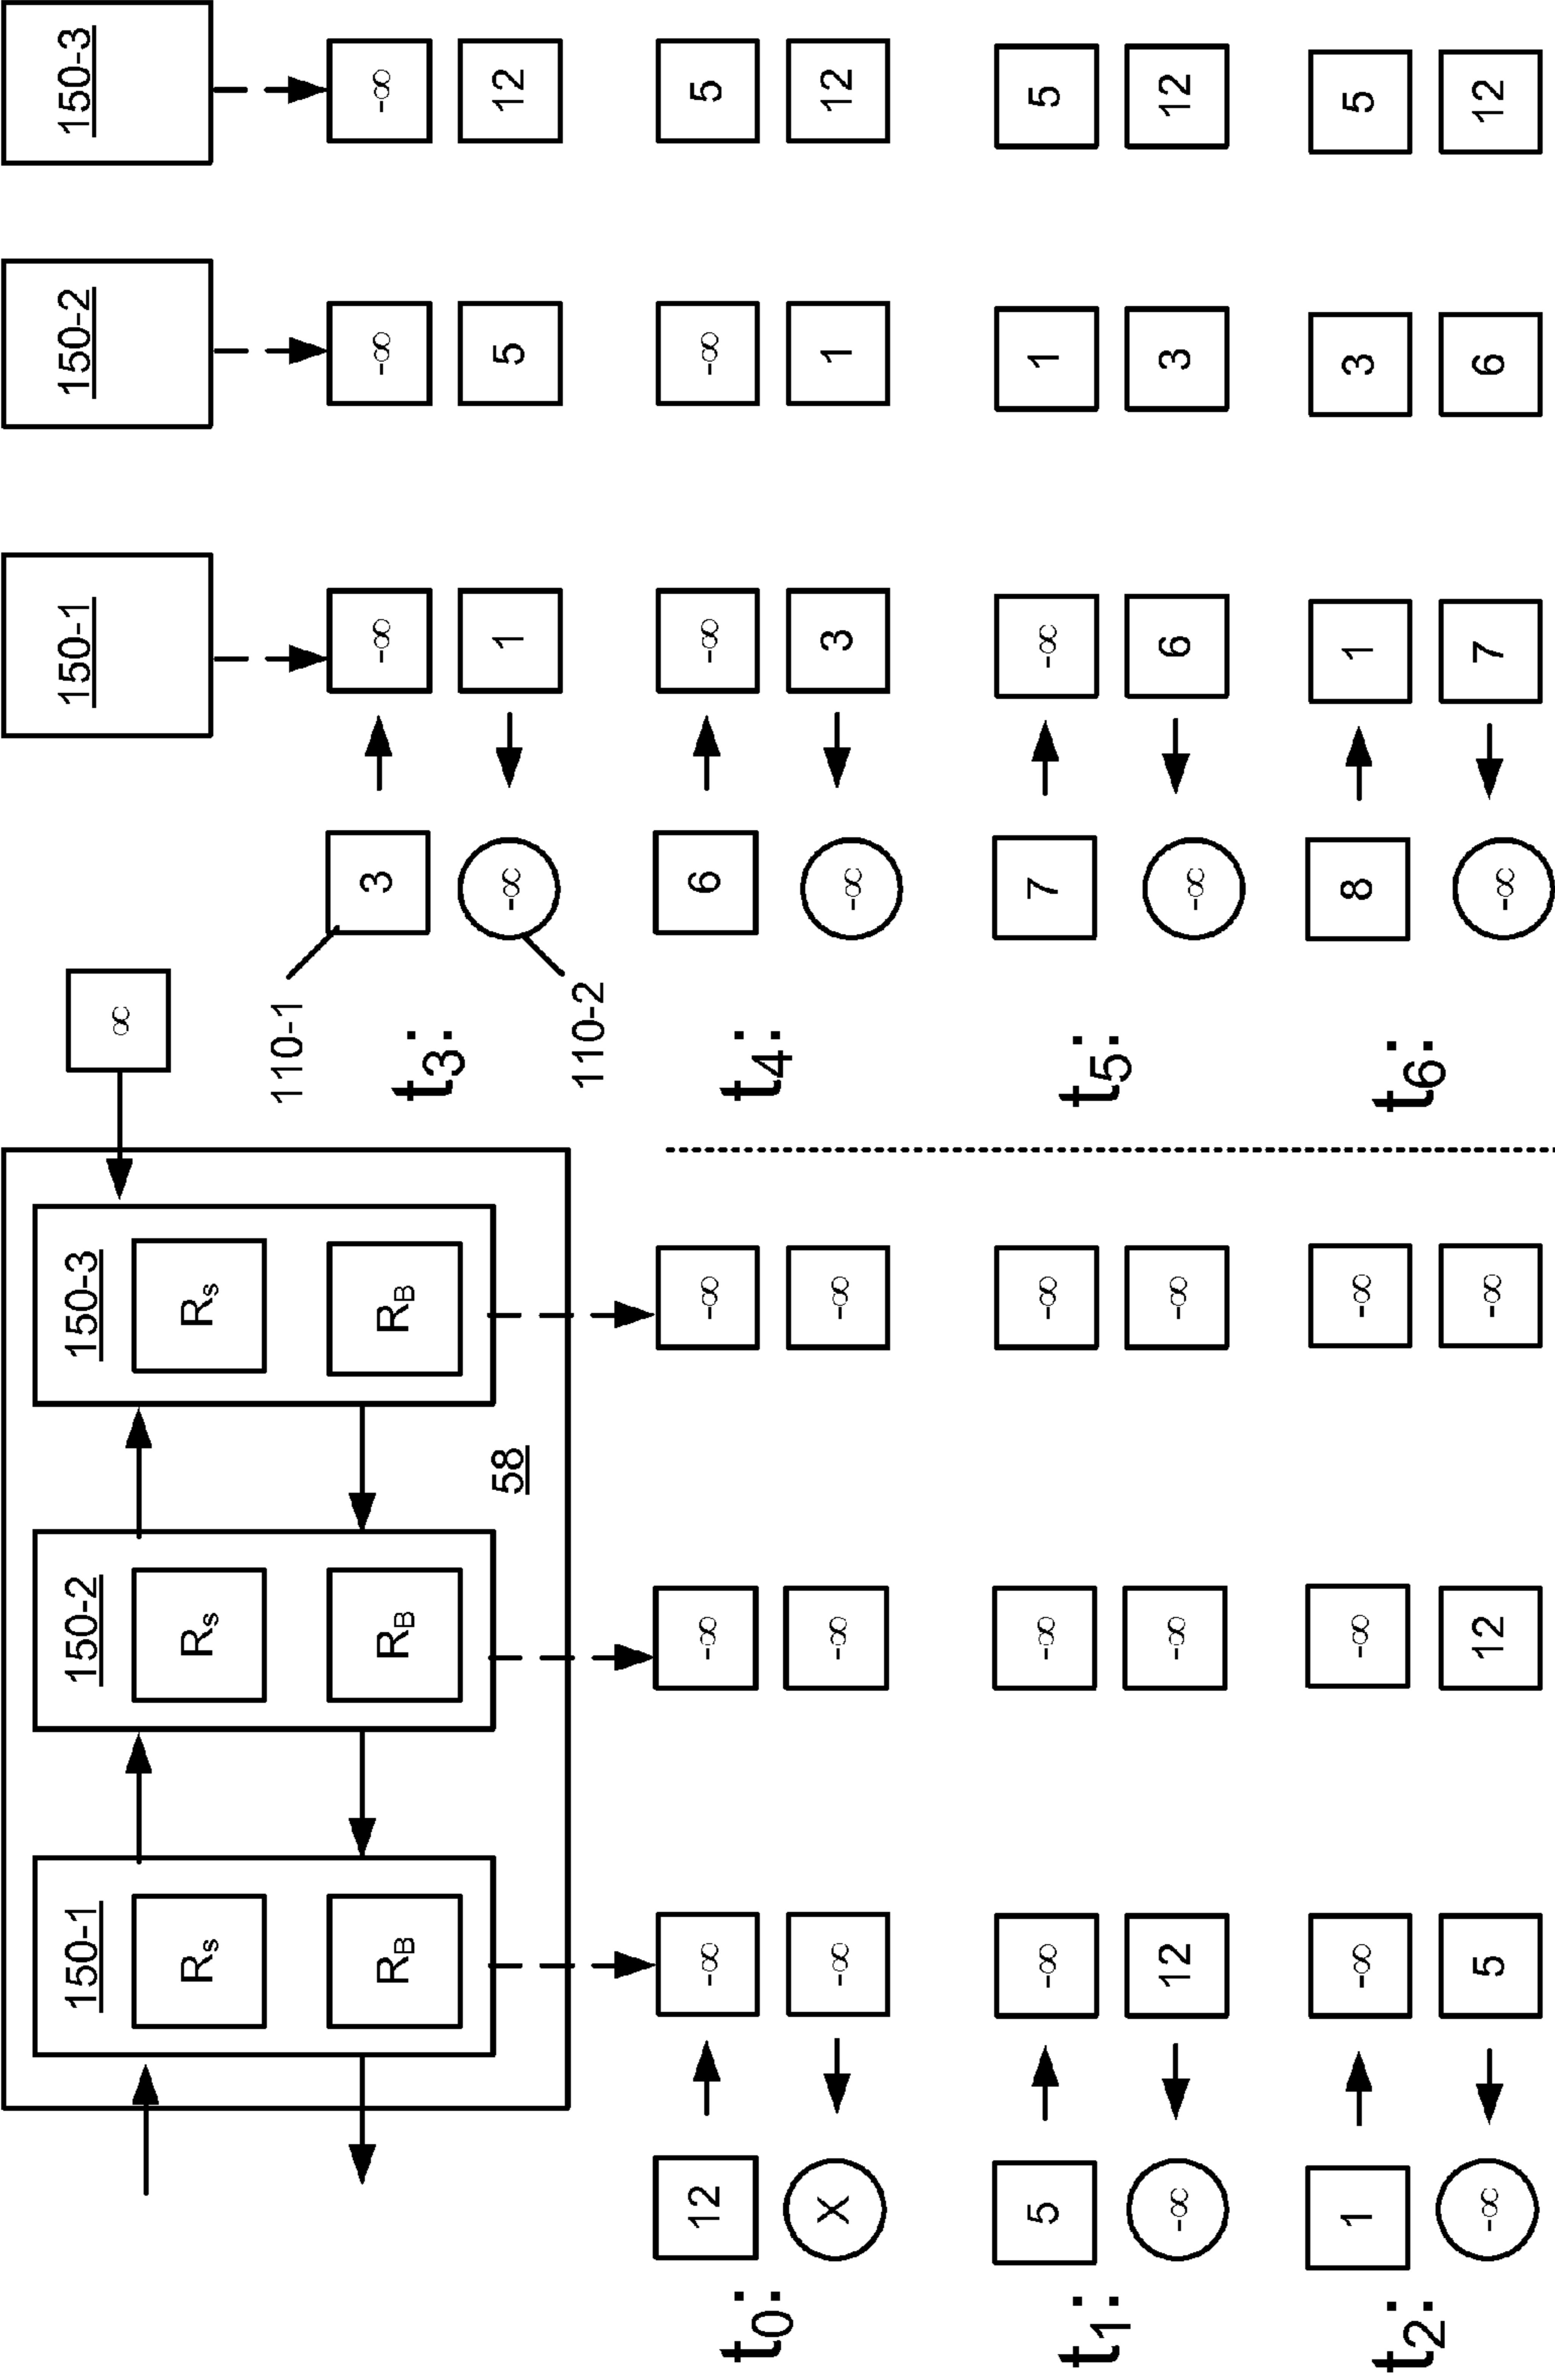 150-1 150-2 150-3 ∞
Rs Rs Rs
RB RB RB
58
t0:
12 -∞ -∞ -∞
X -∞ -∞ -∞
t1:
5 -∞ -∞ -∞
-∞ 12 -∞ -∞
t2:
1 -∞ -∞ -∞
-∞ 5 12 -∞
150-1 150-2 150-3
110-1
t3:
3 -∞ -∞ -∞
-∞ 1 5 12
110-2
t4:
6 -∞ -∞ 5
-∞ 3 1 12
t5:
7 -∞ 1 5
-∞ 6 3 12
t6:
8 1 3 5
-∞ 7 6 12